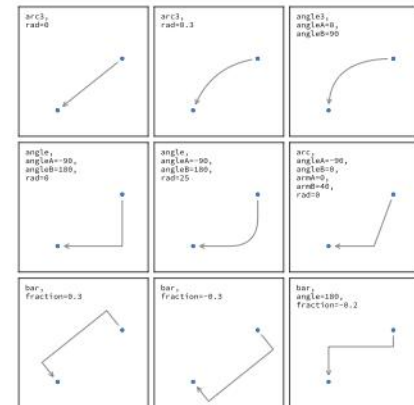 arc3,
rad=0
arc3,
rad=0.3
angle3,
angleA=0,
angleB=90
angle,
angleA=-90,
angleB=180,
rad=0
angle,
angleA=-90,
angleB=180,
rad=25
arc,
angleA=-90,
angleB=0,
armA=0,
armB=40,
rad=0
bar,
fraction=0.3
bar,
fraction=-0.3
bar,
angle=180,
fraction=-0.2